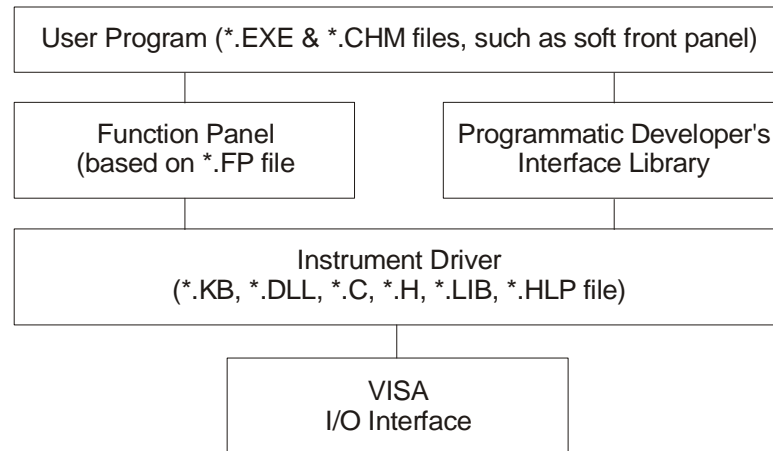 User Program (*.EXE & *.CHM files, such as soft front panel)
Function Panel
(based on *.FP file
Programmatic Developer's
Interface Library
Instrument Driver
(*.KB, *.DLL, *.C, *.H, *.LIB, *.HLP file)
VISA
I/O Interface